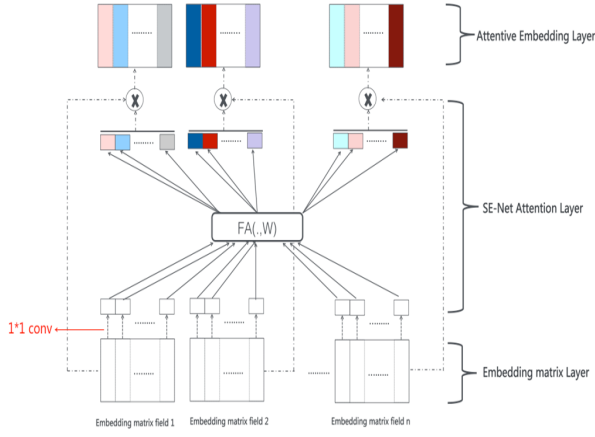 Attentive Embedding Layer
FA(.,W)
SE-Net Attention Layer
1*1 conv
Embedding matrix Layer
Embedding matrix field 1
Embedding matrix field 2
Embedding matrix field n